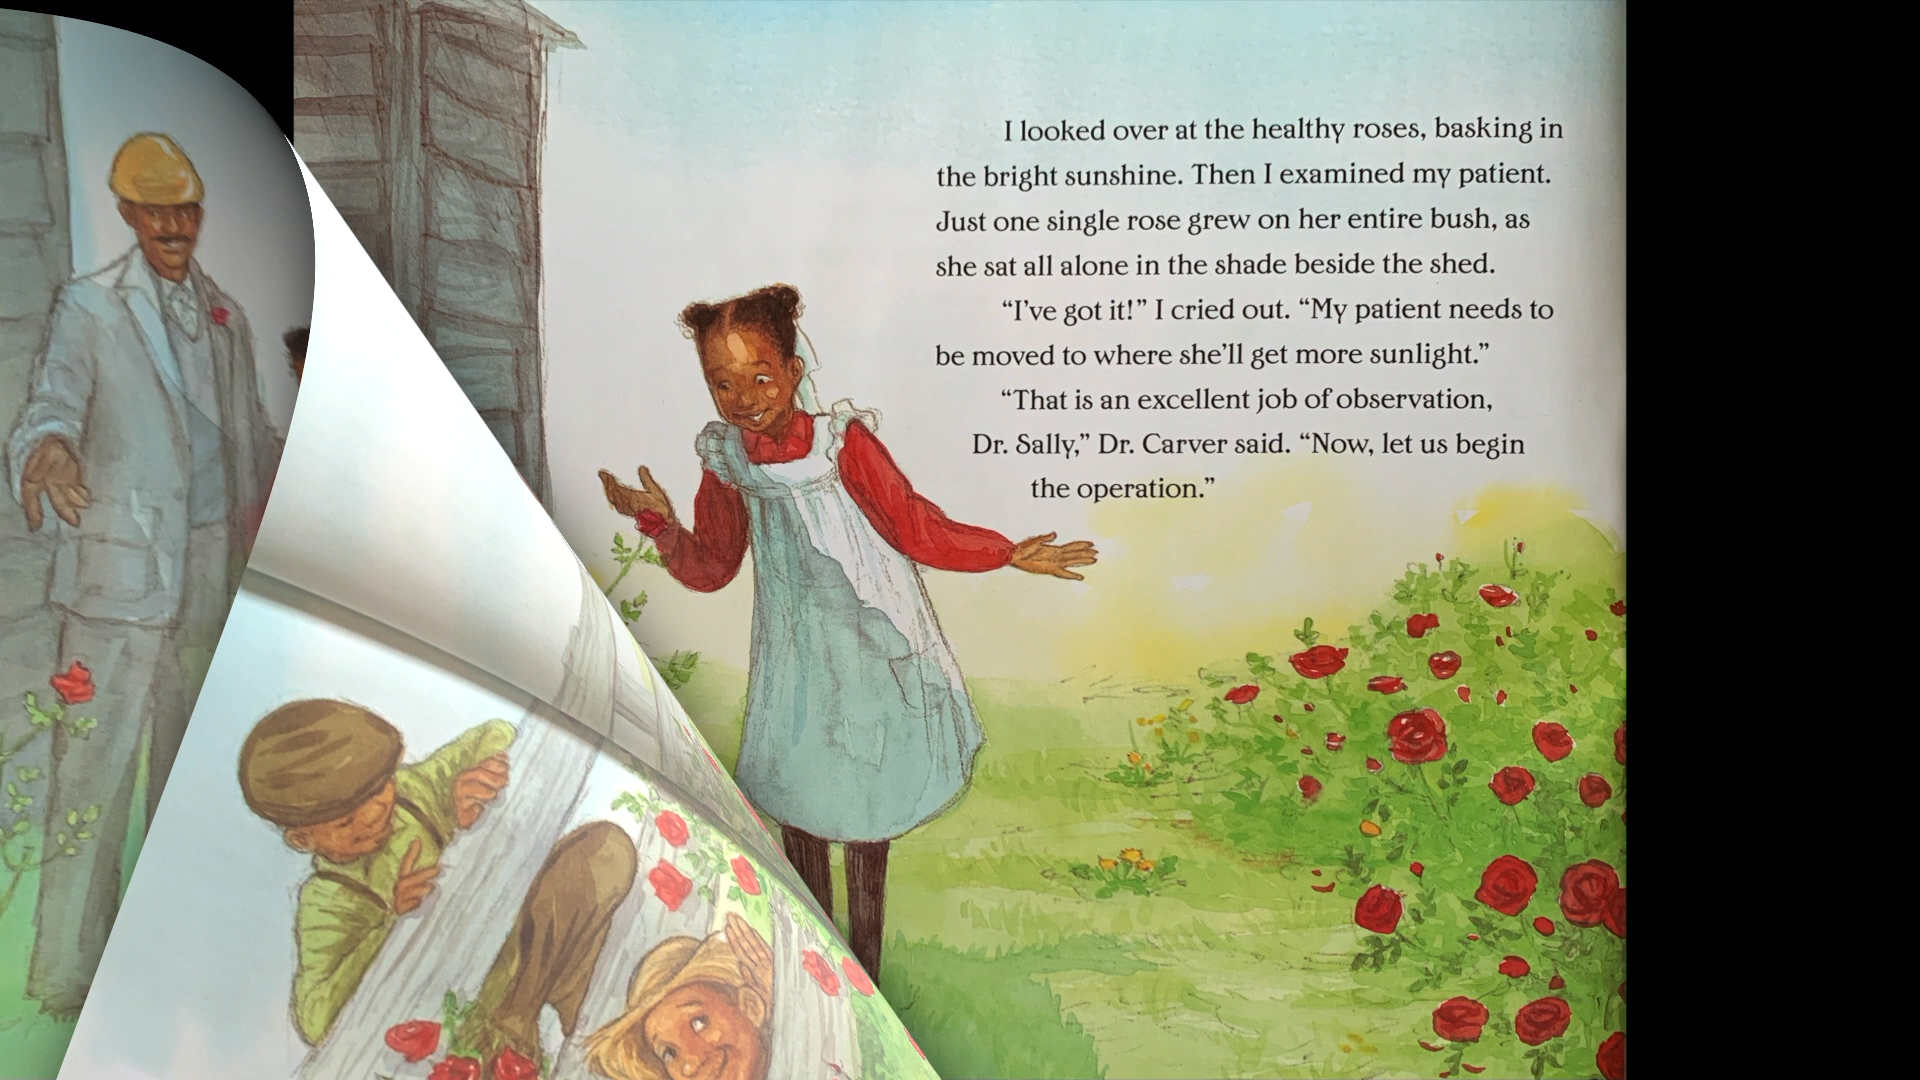 I looked over at the healthy roses, basking in
the bright sunshine. Then I examined my patient.
Just one single rose grew on her entire bush, as
she sat all alone in the shade beside the shed.
“I’ve got it!” I cried out. “My patient needs to
be moved to where she’ll get more sunlight.”
“That is an excellent job of observation,
Dr. Sally,” Dr. Carver said. “Now, let us begin
the operation.”